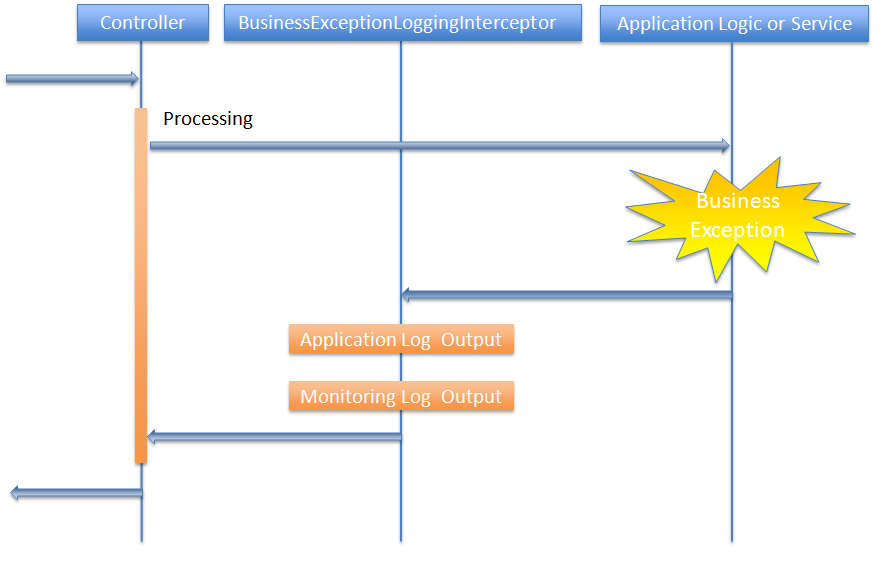 Controller
BusinessExceptionLoggingInterceptor
Application Logic or Service
Processing
Business
Exception
Application Log Output
Monitoring Log Output